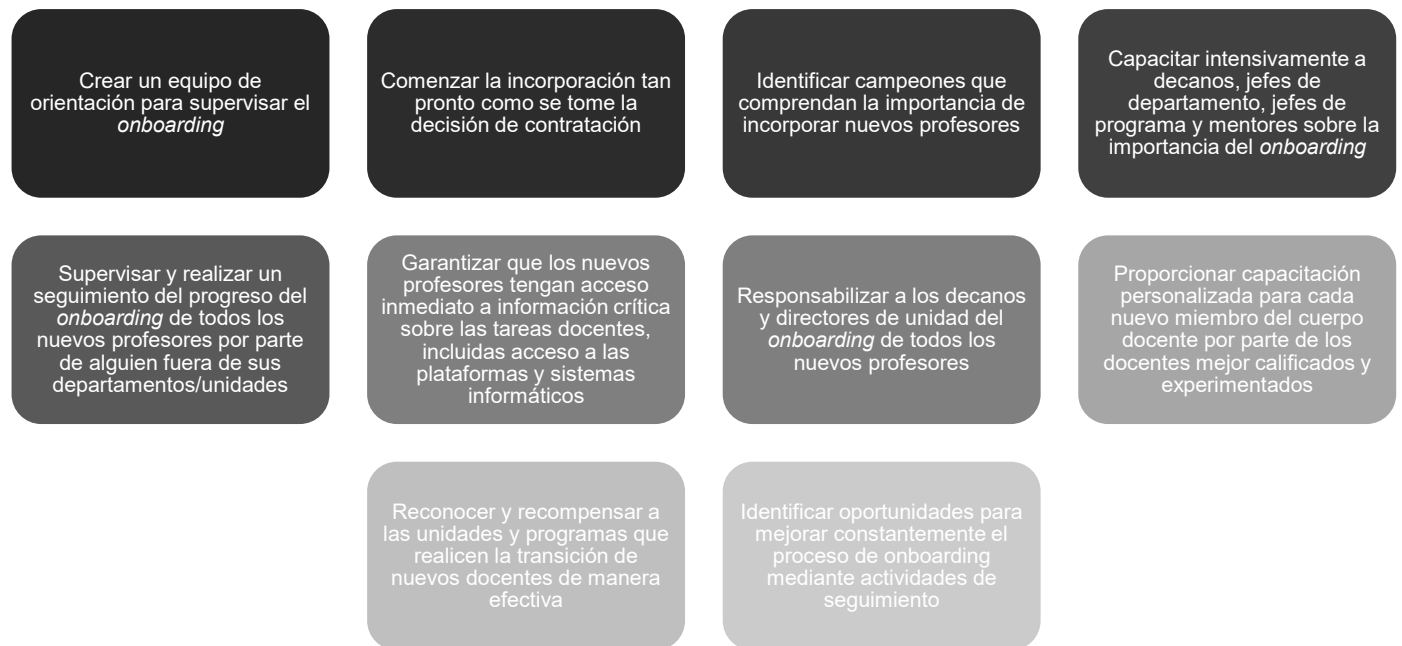 Crear un equipo de
orientación para supervisar el
onboarding
Comenzar la incorporación tan
pronto como se tome la
decisión de contratación
Identificar campeones que
comprendan la importancia de
incorporar nuevos profesores
Capacitar intensivamente a
decanos, jefes de
departamento, jefes de
programa y mentores sobre la
importancia del onboarding
Supervisar y realizar un
seguimiento del progreso del
onboarding de todos los
nuevos profesores por parte
de alguien fuera de sus
departamentos/unidades
Garantizar que los nuevos
profesores tengan acceso
inmediato a información crítica
sobre las tareas docentes,
incluidas acceso a las
plataformas y sistemas
informáticos
Responsabilizar a los decanos
y directores de unidad del
onboarding de todos los
nuevos profesores
Proporcionar capacitación
personalizada para cada
nuevo miembro del cuerpo
docente por parte de los
docentes mejor calificados y
experimentados
Reconocer y recompensar a
las unidades y programas que
realicen la transición de
nuevos docentes de manera
efectiva
Identificar oportunidades para
mejorar constantemente el
proceso de onboarding
mediante actividades de
seguimiento